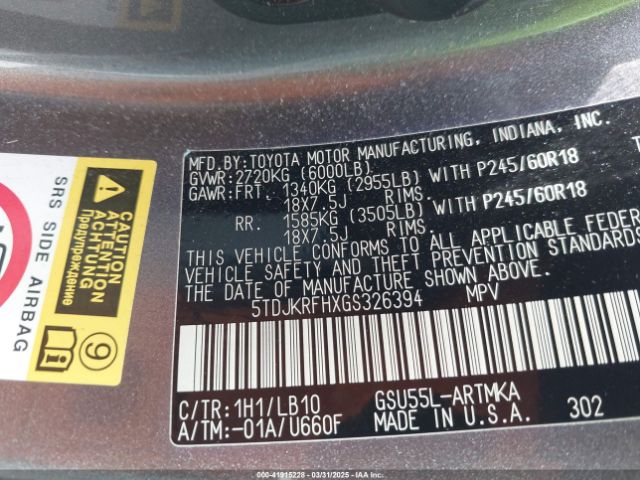 MFD.BY:TOYOTA MOTOR MANUFACTURING, INDIANA, INC.
GVWR:2720KG (6000LB)
GAWR:FRT. 1340KG (2955LB) WITH P245/60R18
18X7.5J RIMS.
RR. 1585KG (3505LB) WITH P245/60R18
18X7.5J RIMS.
THIS VEHICLE CONFORMS TO ALL APPLICABLE FEDER
VEHICLE SAFETY AND THEFT PREVENTION STANDARDS
THE DATE OF MANUFACTURE SHOWN ABOVE.
5TDJKRFHXGS326394 MPV
C/TR:1H1/LB10 GSU55L-ARTMKA
A/TM:-01A/U660F MADE IN U.S.A. 302
SRS SIDE AIRBAG
CAUTION
ATTENTION
ACHTUNG
Предупреждение
9
000-41915228 | 03/31/2025 | Copyright IAA, LLC